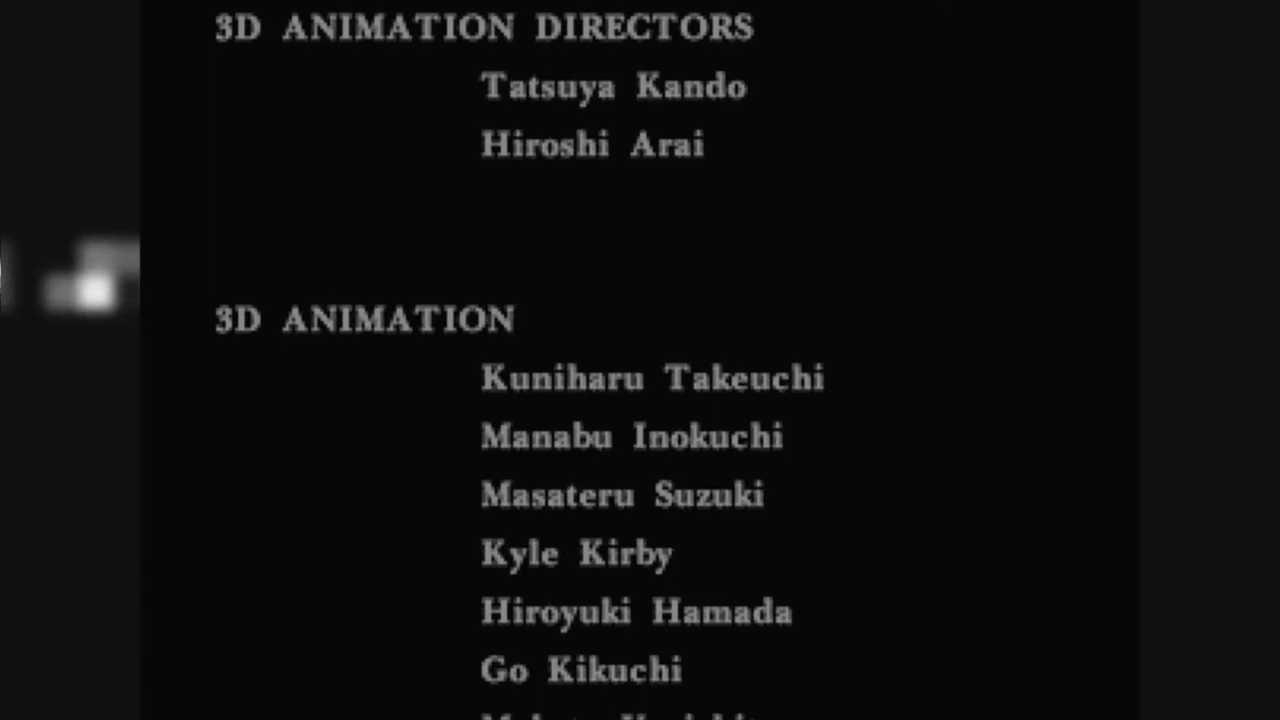 3D ANIMATION DIRECTORS
Tatsuya Kando
Hiroshi Arai
3D ANIMATION
Kuniharu Takeuchi
Manabu Inokuchi
Masateru Suzuki
Kyle Kirby
Hiroyuki Hamada
Go Kikuchi